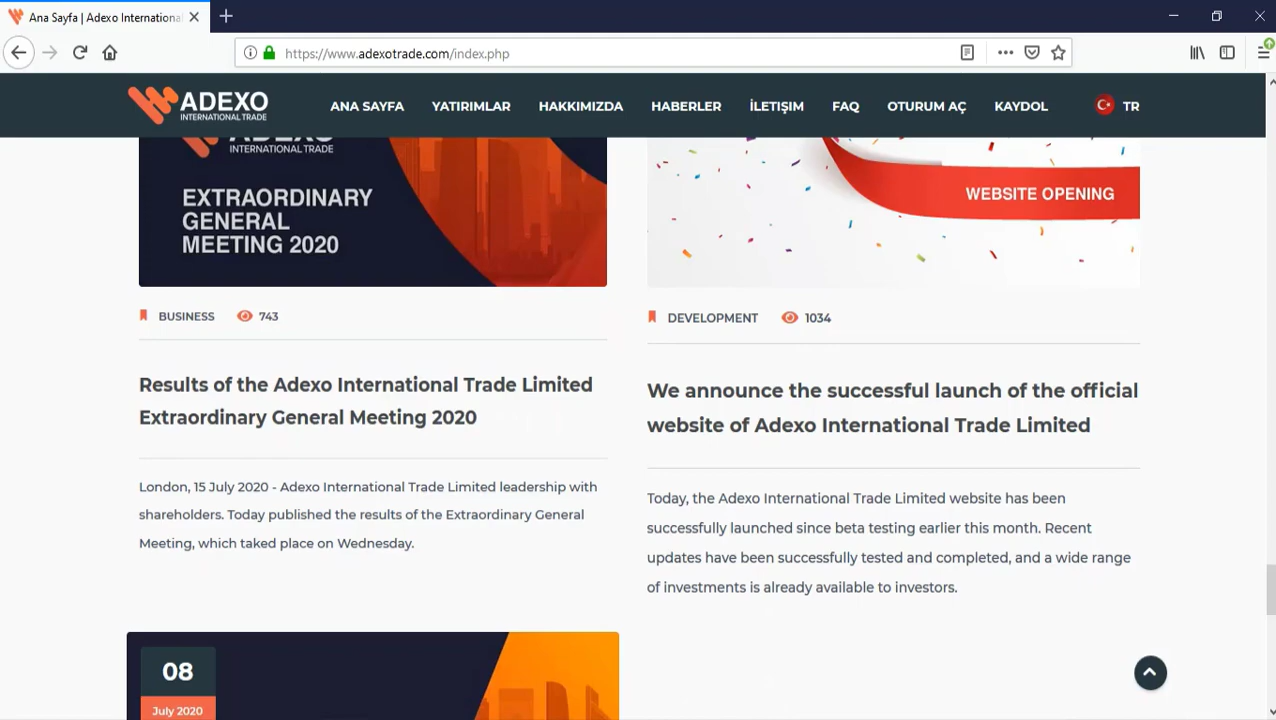 Ana Sayfa | Adexo International
https://www.adexotrade.com/index.php
ADEXO
INTERNATIONAL TRADE
ANA SAYFA
YATIRIMLAR
HAKKIMIZDA
HABERLER
İLETIŞIM
FAQ
OTURUM AÇ
KAYDOL
TR
ADEXO
INTERNATIONAL TRADE
EXTRAORDINARY
GENERAL
MEETING 2020
WEBSITE OPENING
BUSINESS 743
Results of the Adexo International Trade Limited
Extraordinary General Meeting 2020
London, 15 July 2020 - Adexo International Trade Limited leadership with
shareholders. Today published the results of the Extraordinary General
Meeting, which taked place on Wednesday.
DEVELOPMENT 1034
We announce the successful launch of the official
website of Adexo International Trade Limited
Today, the Adexo International Trade Limited website has been
successfully launched since beta testing earlier this month. Recent
updates have been successfully tested and completed, and a wide range
of investments is already available to investors.
08
July 2020